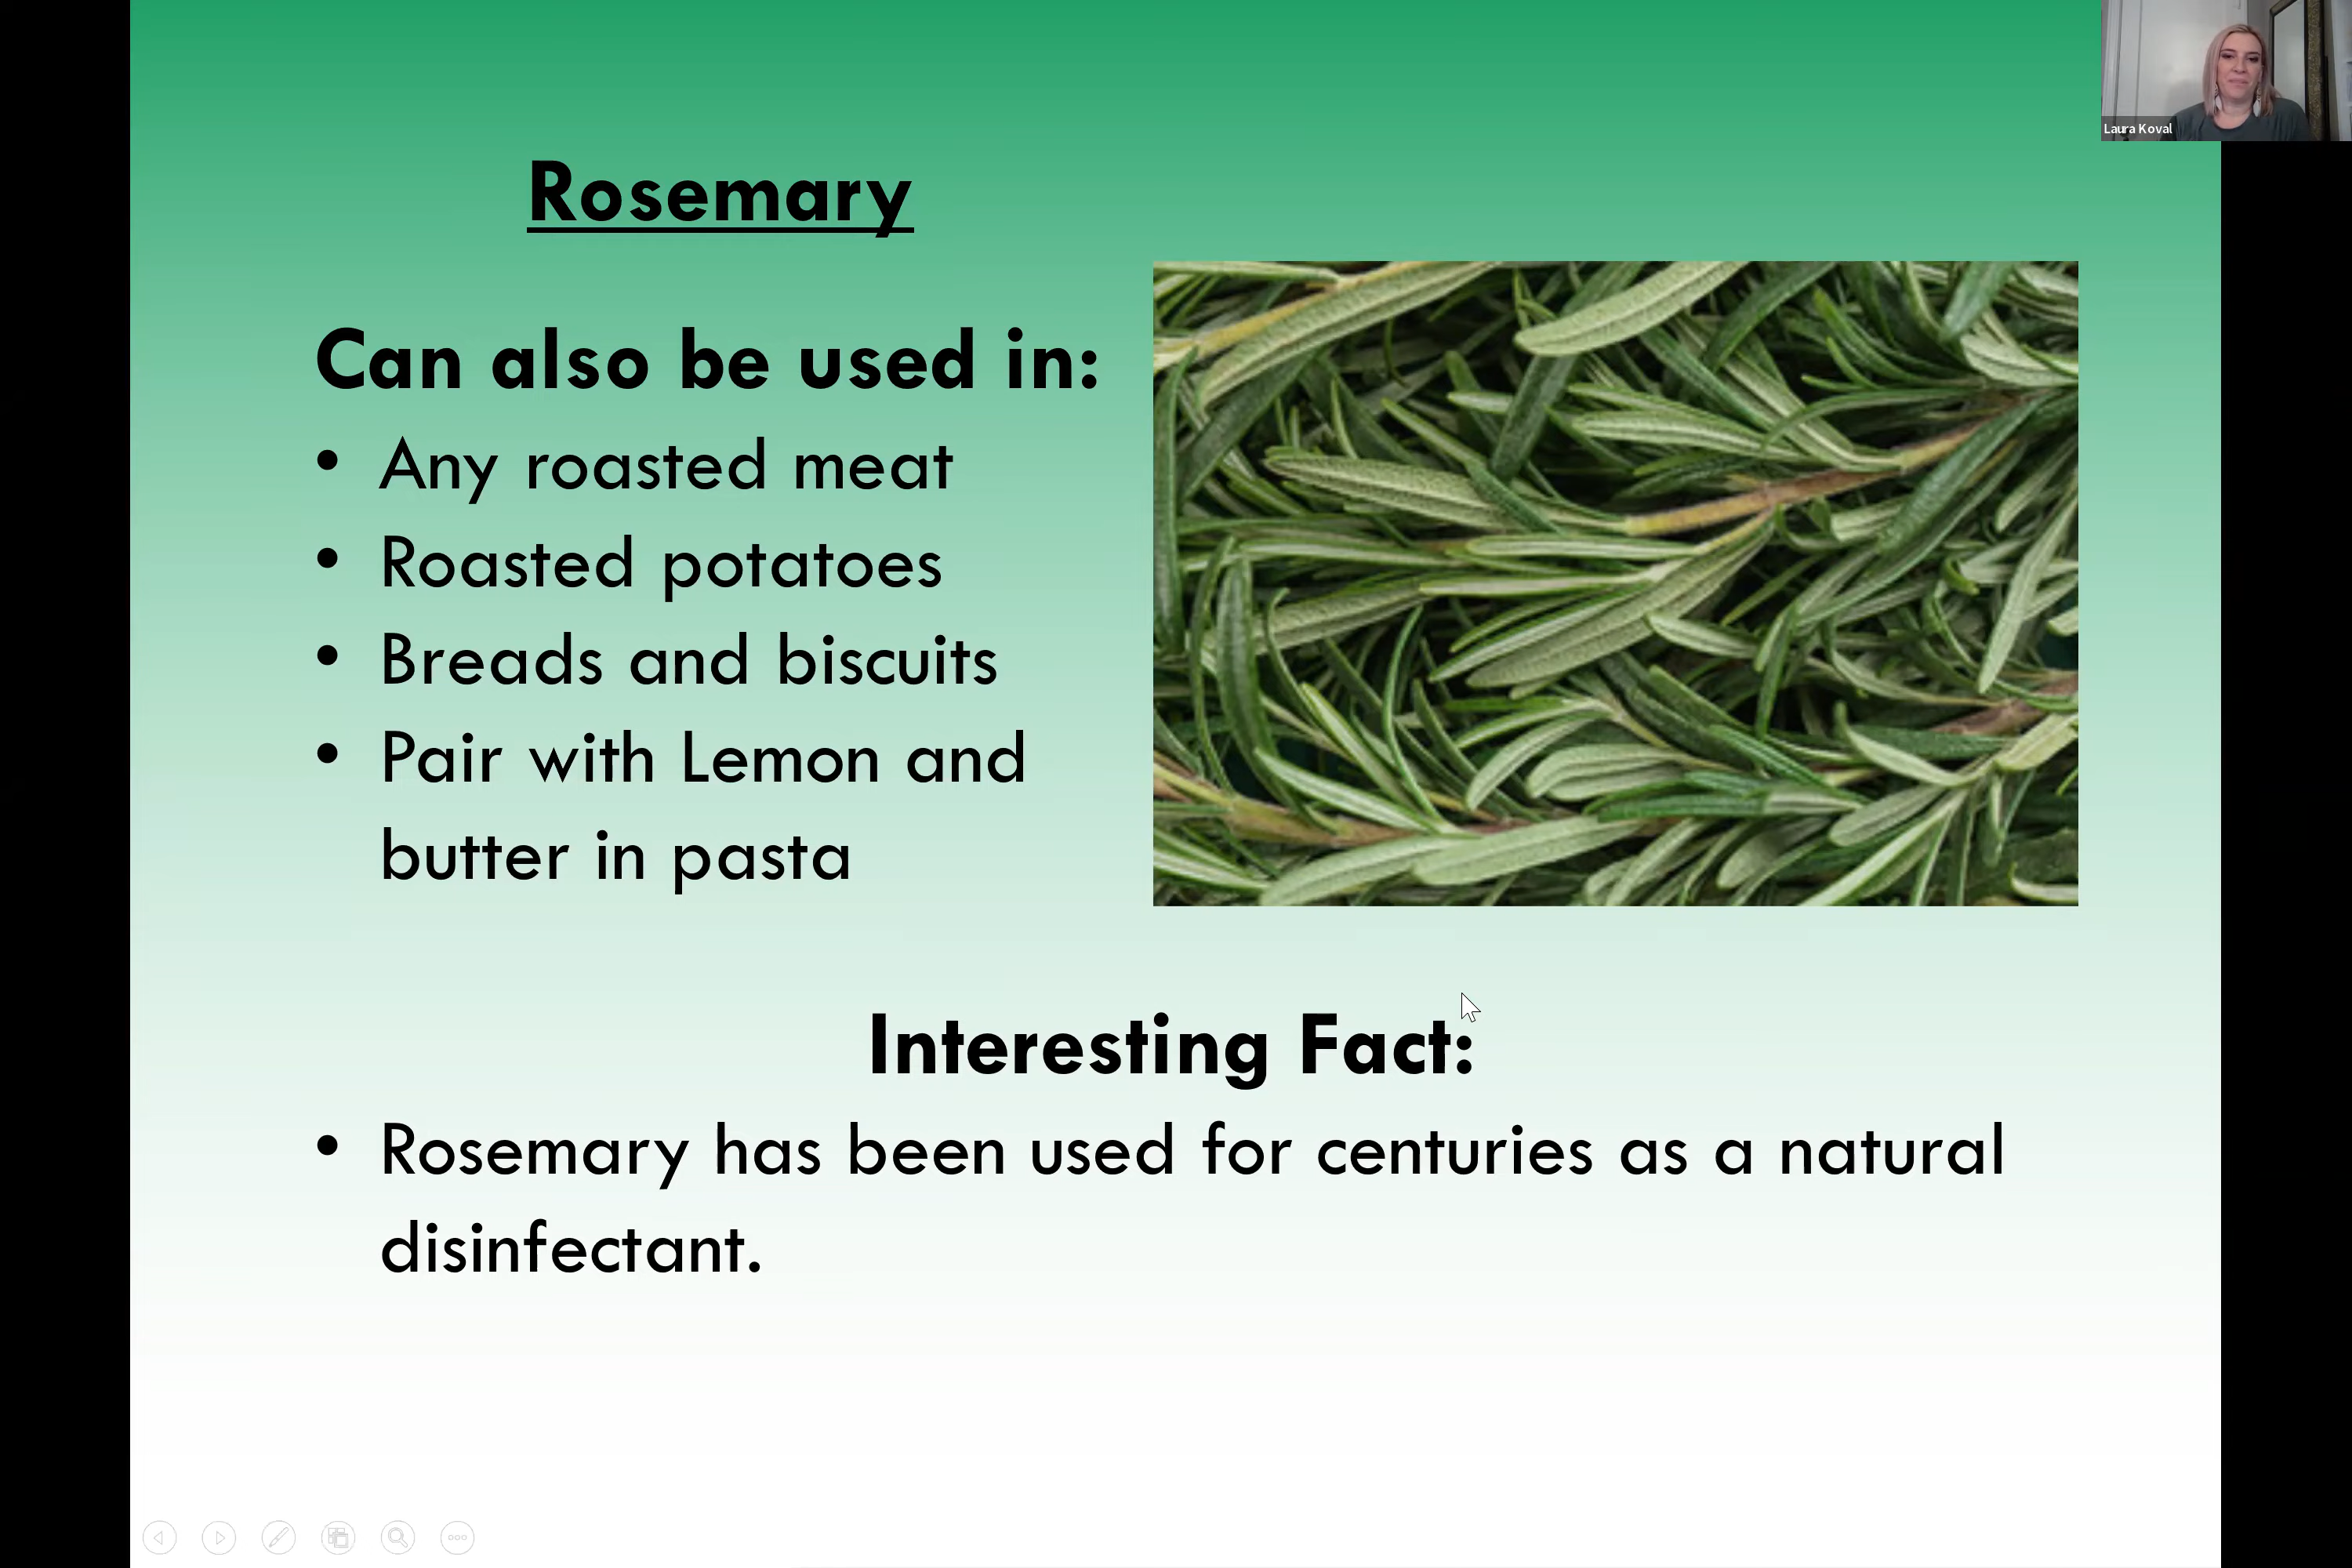 Laura Koval
Rosemary
Can also be used in:
• Any roasted meat
• Roasted potatoes
• Breads and biscuits
• Pair with Lemon and
butter in pasta
Interesting Fact:
• Rosemary has been used for centuries as a natural
disinfectant.